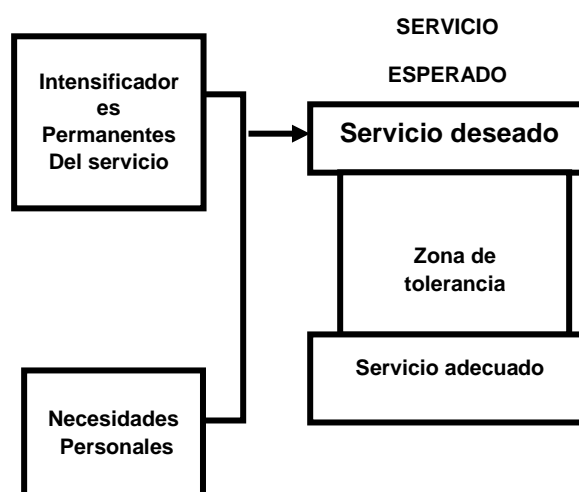 SERVICIO
ESPERADO
Intensificador
es
Permanentes
Del servicio
Servicio deseado
Zona de
tolerancia
Servicio adecuado
Necesidades
Personales